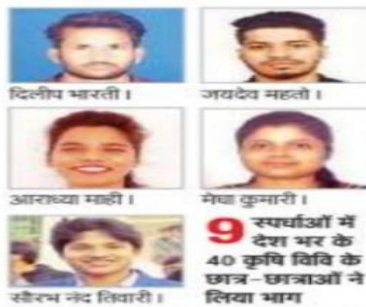 दिलीप भारती।
जयदेव महतो।
आराध्या माही।
मेघा कुमारी।
सौरभ नंद तिवारी।
9 स्पर्धाओं में
देश भर के
40 कृषि विवि के
छात्र-छात्राओं ने
लिया भाग